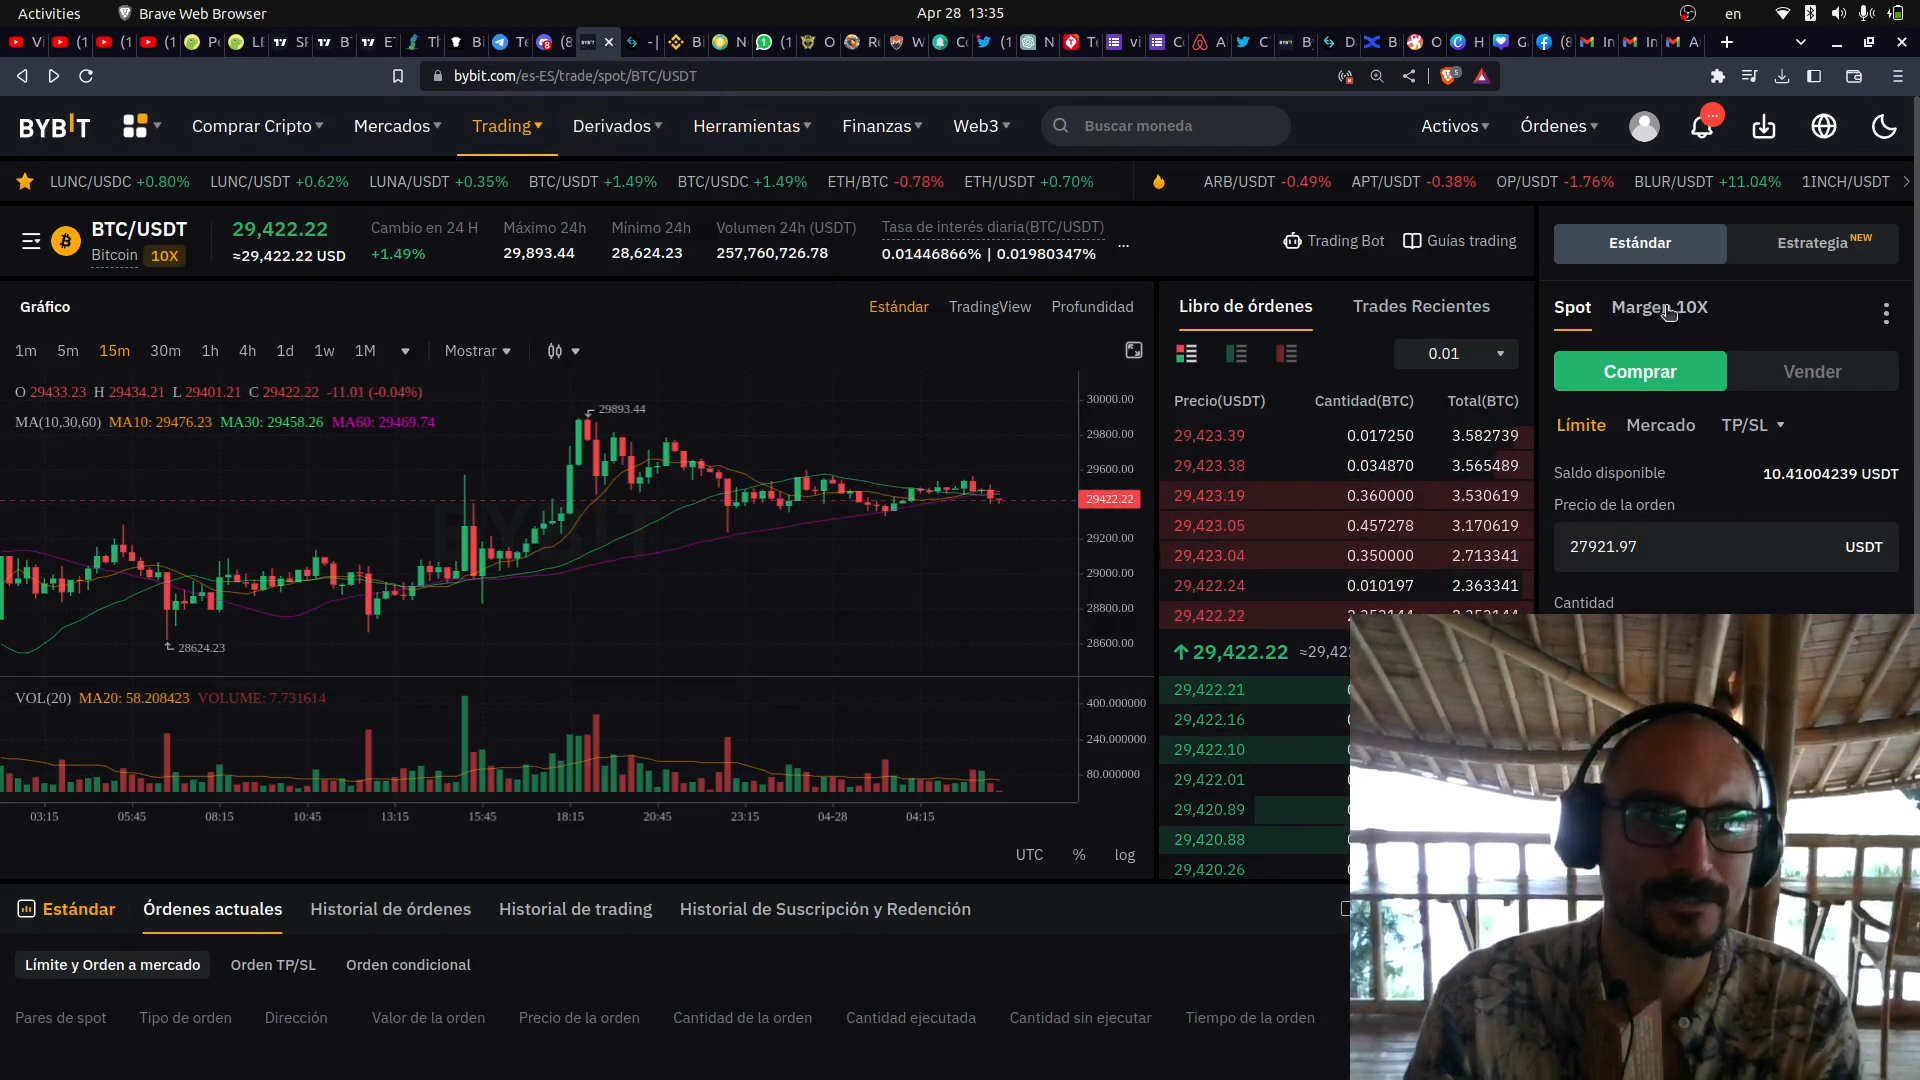 Activities
Brave Web Browser
Apr 28 13:35
en
bybit.com/es-ES/trade/spot/BTC/USDT
BYBIT
Comprar Cripto
Mercados
Trading
Derivados
Herramientas
Finanzas
Web3
Buscar moneda
Activos
Órdenes
LUNC/USDC +0.80%
LUNC/USDT +0.62%
LUNA/USDT +0.35%
BTC/USDT +1.49%
BTC/USDC +1.49%
ETH/BTC -0.78%
ETH/USDT +0.70%
ARB/USDT -0.49%
APT/USDT -0.38%
OP/USDT -1.76%
BLUR/USDT +11.04%
1INCH/USDT
BTC/USDT
Bitcoin 10X
29,422.22
≈29,422.22 USD
Cambio en 24 H
+1.49%
Máximo 24h
29,893.44
Mínimo 24h
28,624.23
Volumen 24h (USDT)
257,760,726.78
Tasa de interés diaria(BTC/USDT)
0.01446866% | 0.01980347%
...
Trading Bot
Guías trading
Estándar
Estrategia NEW
Gráfico
Estándar
TradingView
Profundidad
1m 5m 15m 30m 1h 4h 1d 1w 1M
Mostrar
O 29433.23 H 29434.21 L 29401.21 C 29422.22 -11.01 (-0.04%)
MA(10,30,60) MA10: 29476.23 MA30: 29458.26 MA60: 29469.74
29893.44
28624.23
30000.00
29800.00
29600.00
29422.22
29200.00
29000.00
28800.00
28600.00
VOL(20) MA20: 58.208423 VOLUME: 7.731614
400.000000
240.000000
80.000000
03:15 05:45 08:15 10:45 13:15 15:45 18:15 20:45 23:15 04-28 04:15
UTC % log
Libro de órdenes
Trades Recientes
0.01
Precio(USDT) Cantidad(BTC) Total(BTC)
29,423.39 0.017250 3.582739
29,423.38 0.034870 3.565489
29,423.19 0.360000 3.530619
29,423.05 0.457278 3.170619
29,423.04 0.350000 2.713341
29,422.24 0.010197 2.363341
29,422.22
29,422.22 ≈29,42
29,422.21
29,422.16
29,422.10
29,422.01
29,420.89
29,420.88
29,420.26
Spot
Margen 10X
Comprar
Vender
Límite
Mercado
TP/SL
Saldo disponible 10.41004239 USDT
Precio de la orden
27921.97 USDT
Cantidad
Estándar
Órdenes actuales
Historial de órdenes
Historial de trading
Historial de Suscripción y Redención
Límite y Orden a mercado
Orden TP/SL
Orden condicional
Pares de spot
Tipo de orden
Dirección
Valor de la orden
Precio de la orden
Cantidad de la orden
Cantidad ejecutada
Cantidad sin ejecutar
Tiempo de la orden